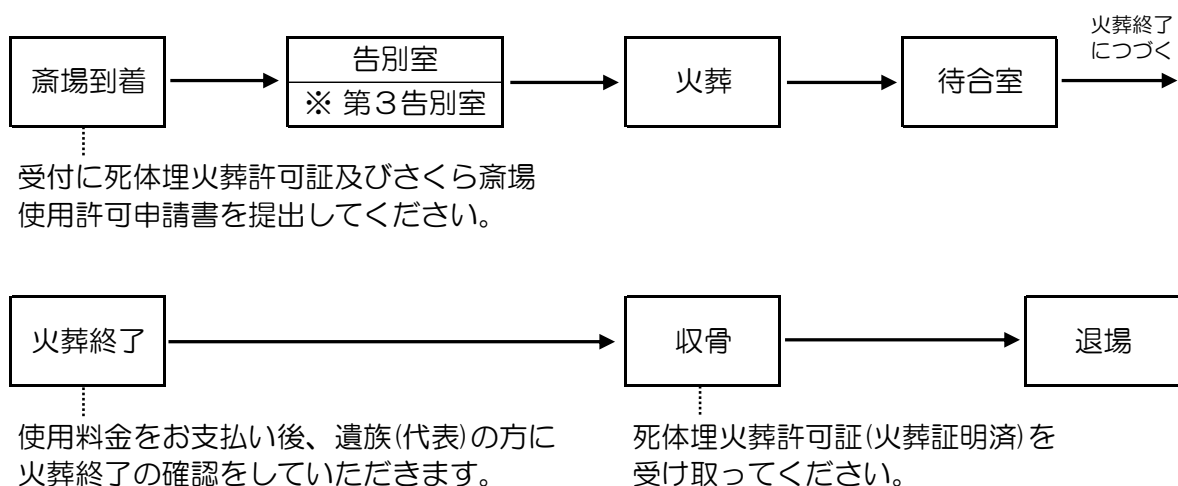 火葬終了
につづく
斎場到着
告別室
※ 第3告別室
火葬
待合室
受付に死体埋火葬許可証及びさくら斎場
使用許可申請書を提出してください。
火葬終了
収骨
退場
使用料金をお支払い後、遺族(代表)の方に
火葬終了の確認をしていただきます。
死体埋火葬許可証(火葬証明済)を
受け取ってください。